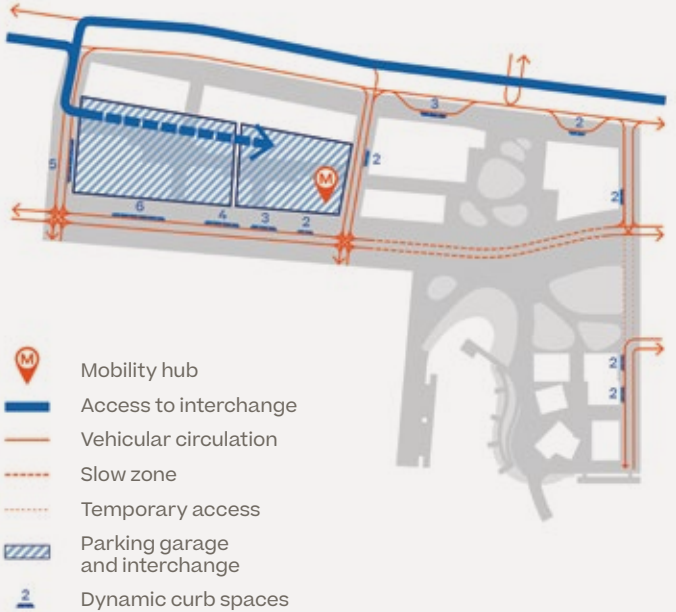 3
2
2
5
M
2
6
4
3
2
2
2
M Mobility hub
Access to interchange
Vehicular circulation
Slow zone
Temporary access
Parking garage
and interchange
2 Dynamic curb spaces